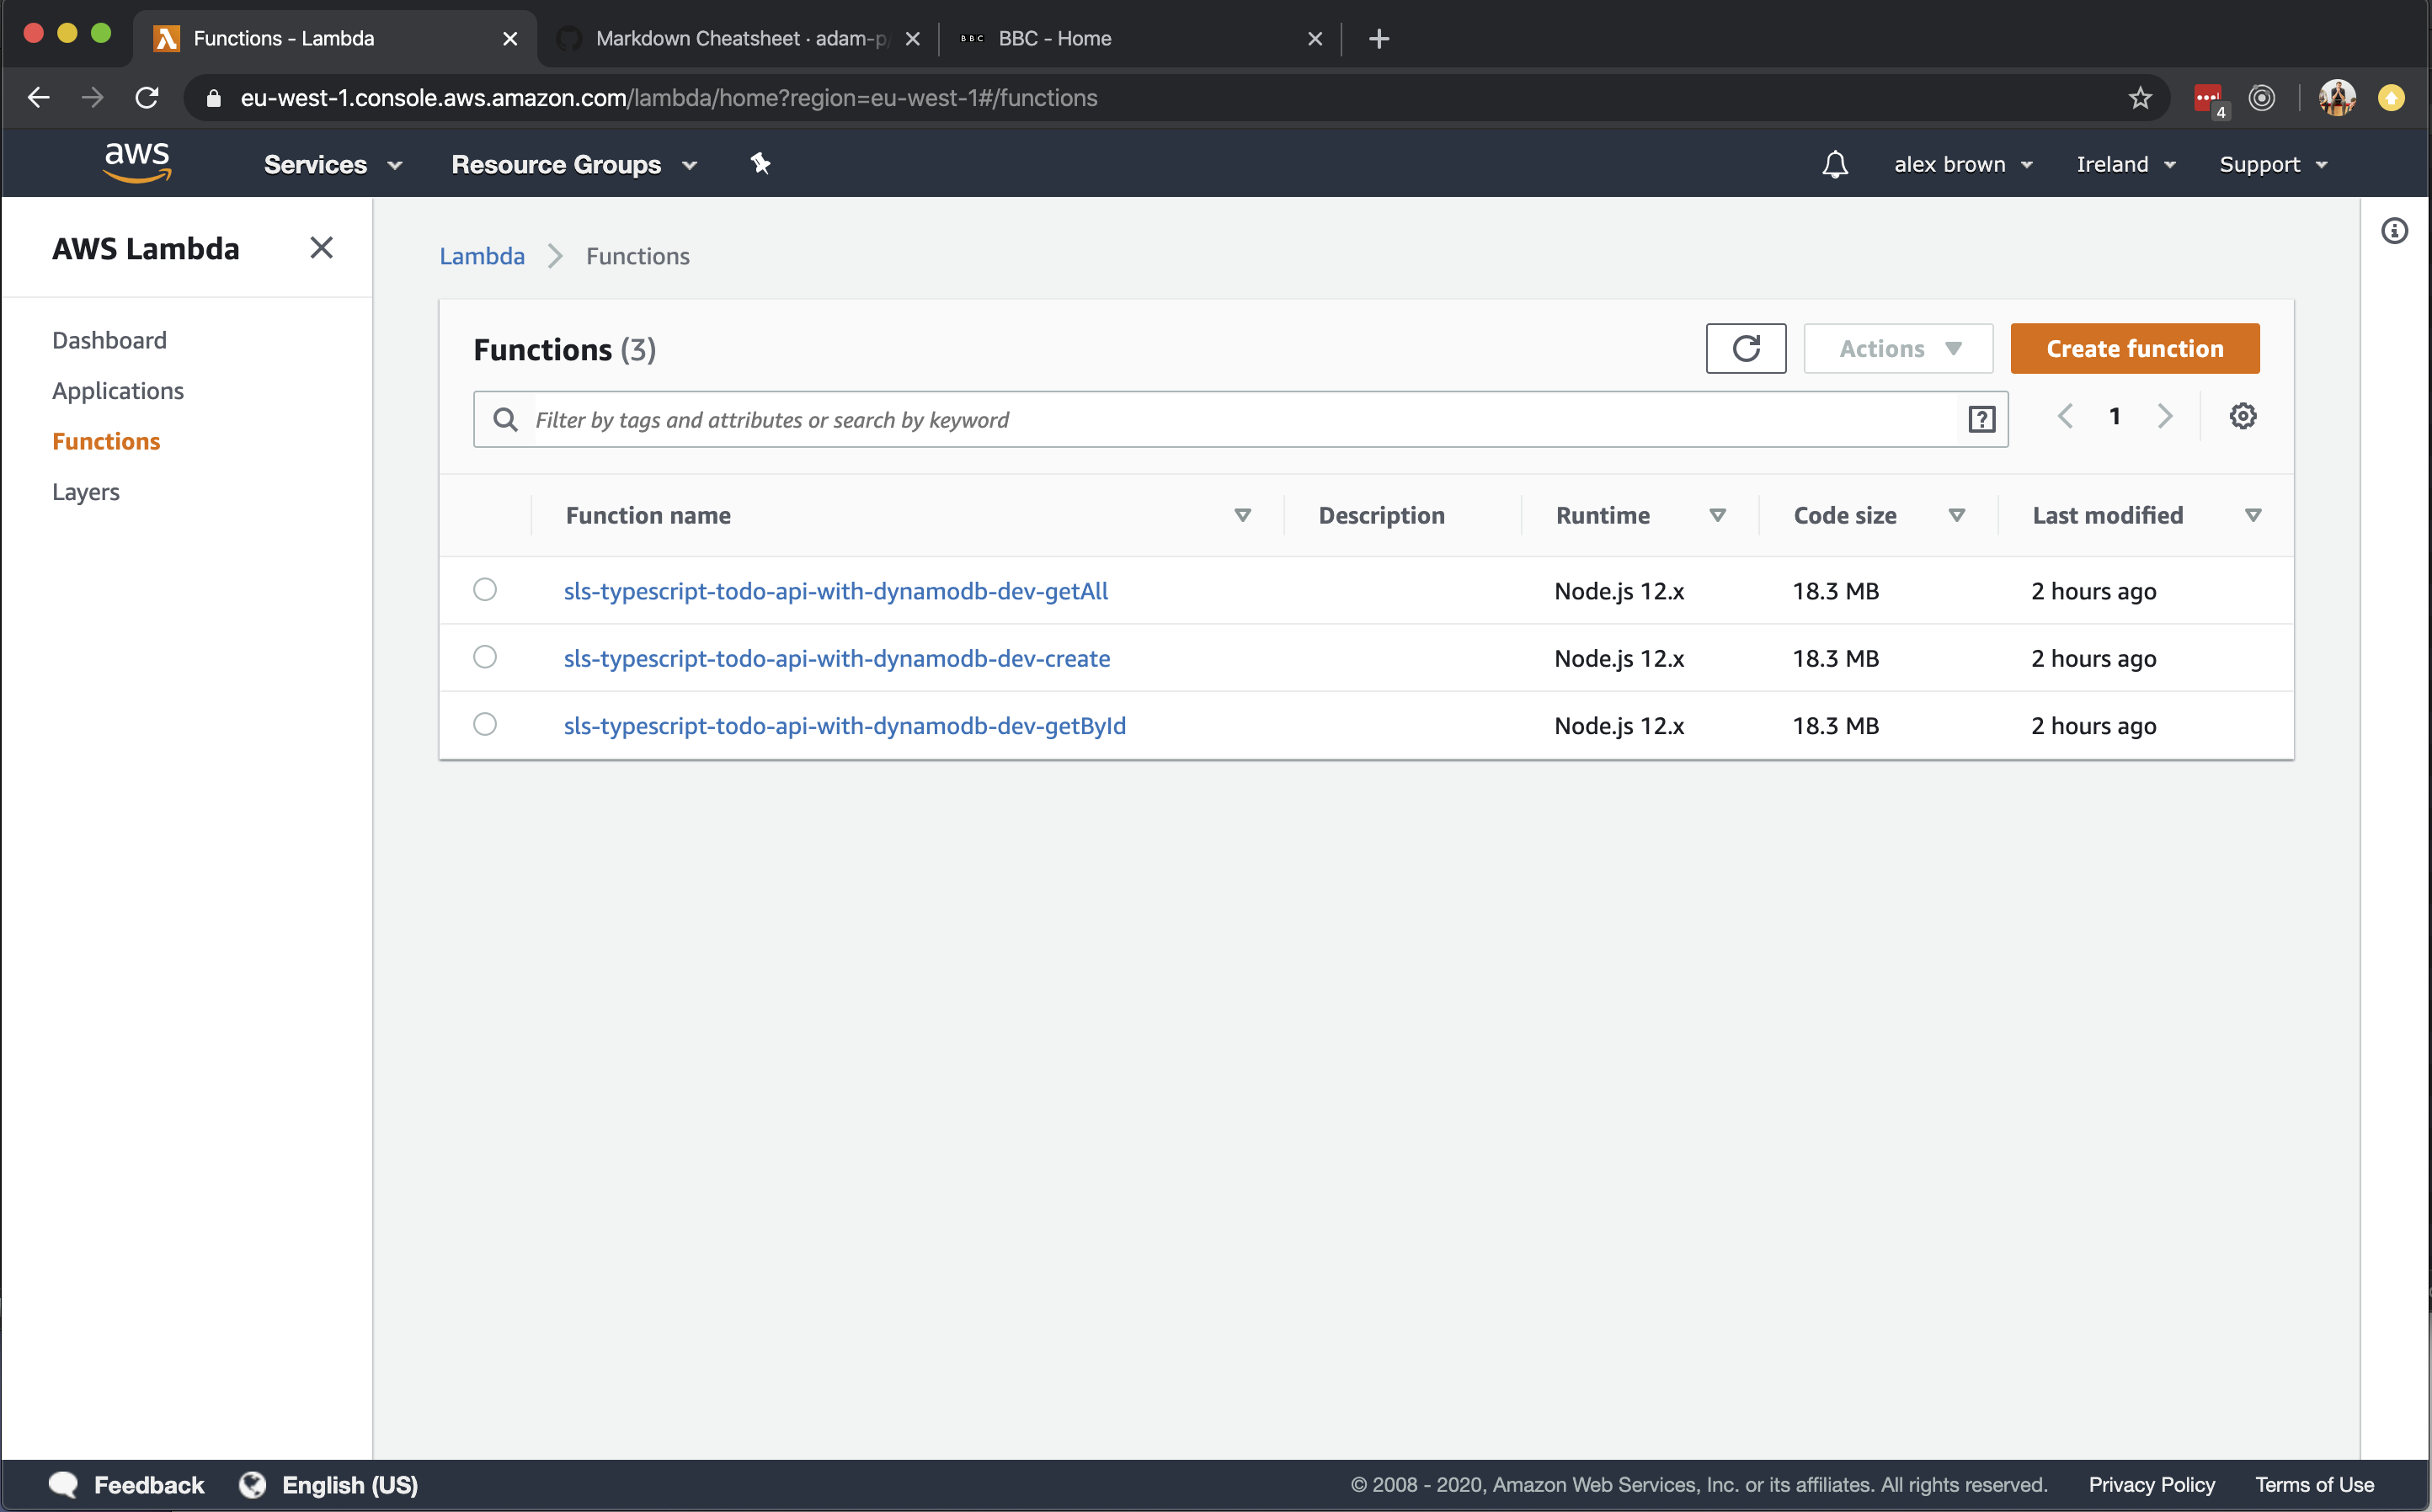 Functions - Lambda
Markdown Cheatsheet · adam-p/
BBC BBC - Home
eu-west-1.console.aws.amazon.com/lambda/home?region=eu-west-1#/functions
4
aws Services Resource Groups alex brown Ireland Support
AWS Lambda
Dashboard
Applications
Functions
Layers
Lambda Functions
Functions (3)
Actions
Create function
Filter by tags and attributes or search by keyword
1
Function name Description Runtime Code size Last modified
sls-typescript-todo-api-with-dynamodb-dev-getAll Node.js 12.x 18.3 MB 2 hours ago
sls-typescript-todo-api-with-dynamodb-dev-create Node.js 12.x 18.3 MB 2 hours ago
sls-typescript-todo-api-with-dynamodb-dev-getById Node.js 12.x 18.3 MB 2 hours ago
Feedback English (US) © 2008 - 2020, Amazon Web Services, Inc. or its affiliates. All rights reserved. Privacy Policy Terms of Use